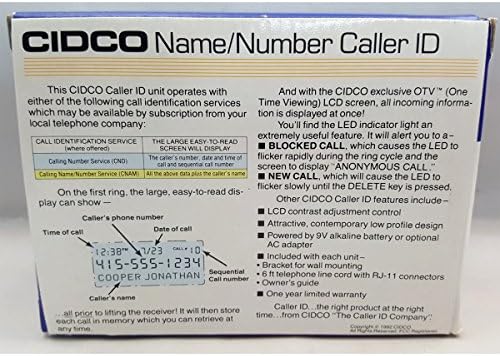 CIDCO Name/Number Caller ID
This CIDCO Caller ID unit operates with
either of the following call identification services
which may be available by subscription from your
local telephone company:
CALL IDENTIFICATION SERVICE
(where offered)
THE LARGE EASY-TO-READ
SCREEN WILL DISPLAY
Calling Number Service (CND)
The caller's number, date and time of
call and sequential call number
Calling Name/Number Service (CNAM)
All the above data plus the caller's name
On the first ring, the large, easy-to-read dis-
play can show —
Caller's phone number
Time of call
Date of call
12:38PM 7/23 CALL# 10
415-555-1234
COOPER JONATHAN
Sequential
Call number
Caller's name
...all prior to lifting the receiver! It will then store
each call in memory which you can retrieve at
any time.
And with the CIDCO exclusive OTV™ (One
Time Viewing) LCD screen, all incoming informa-
tion is displayed at once!
You'll find the LED indicator light an
extremely useful feature. It will alert you to a–
■ BLOCKED CALL, which causes the LED to
flicker rapidly during the ring cycle and the
screen to display "ANONYMOUS CALL."
■ NEW CALL, which will cause the LED to
flicker slowly until the DELETE key is pressed.
Other CIDCO Caller ID features include–
■ LCD contrast adjustment control
■ Attractive, contemporary low profile design
■ Powered by 9V alkaline battery or optional
AC adapter
■ Included with each unit–
• Bracket for wall mounting
• 6 ft telephone line cord with RJ-11 connectors
• Owner's guide
■ One year limited warranty
Caller ID...the right product at the right
time...from CIDCO "The Caller ID Company".
Copyright © 1992 CIDCO
All Rights Reserved. FCC Registered.